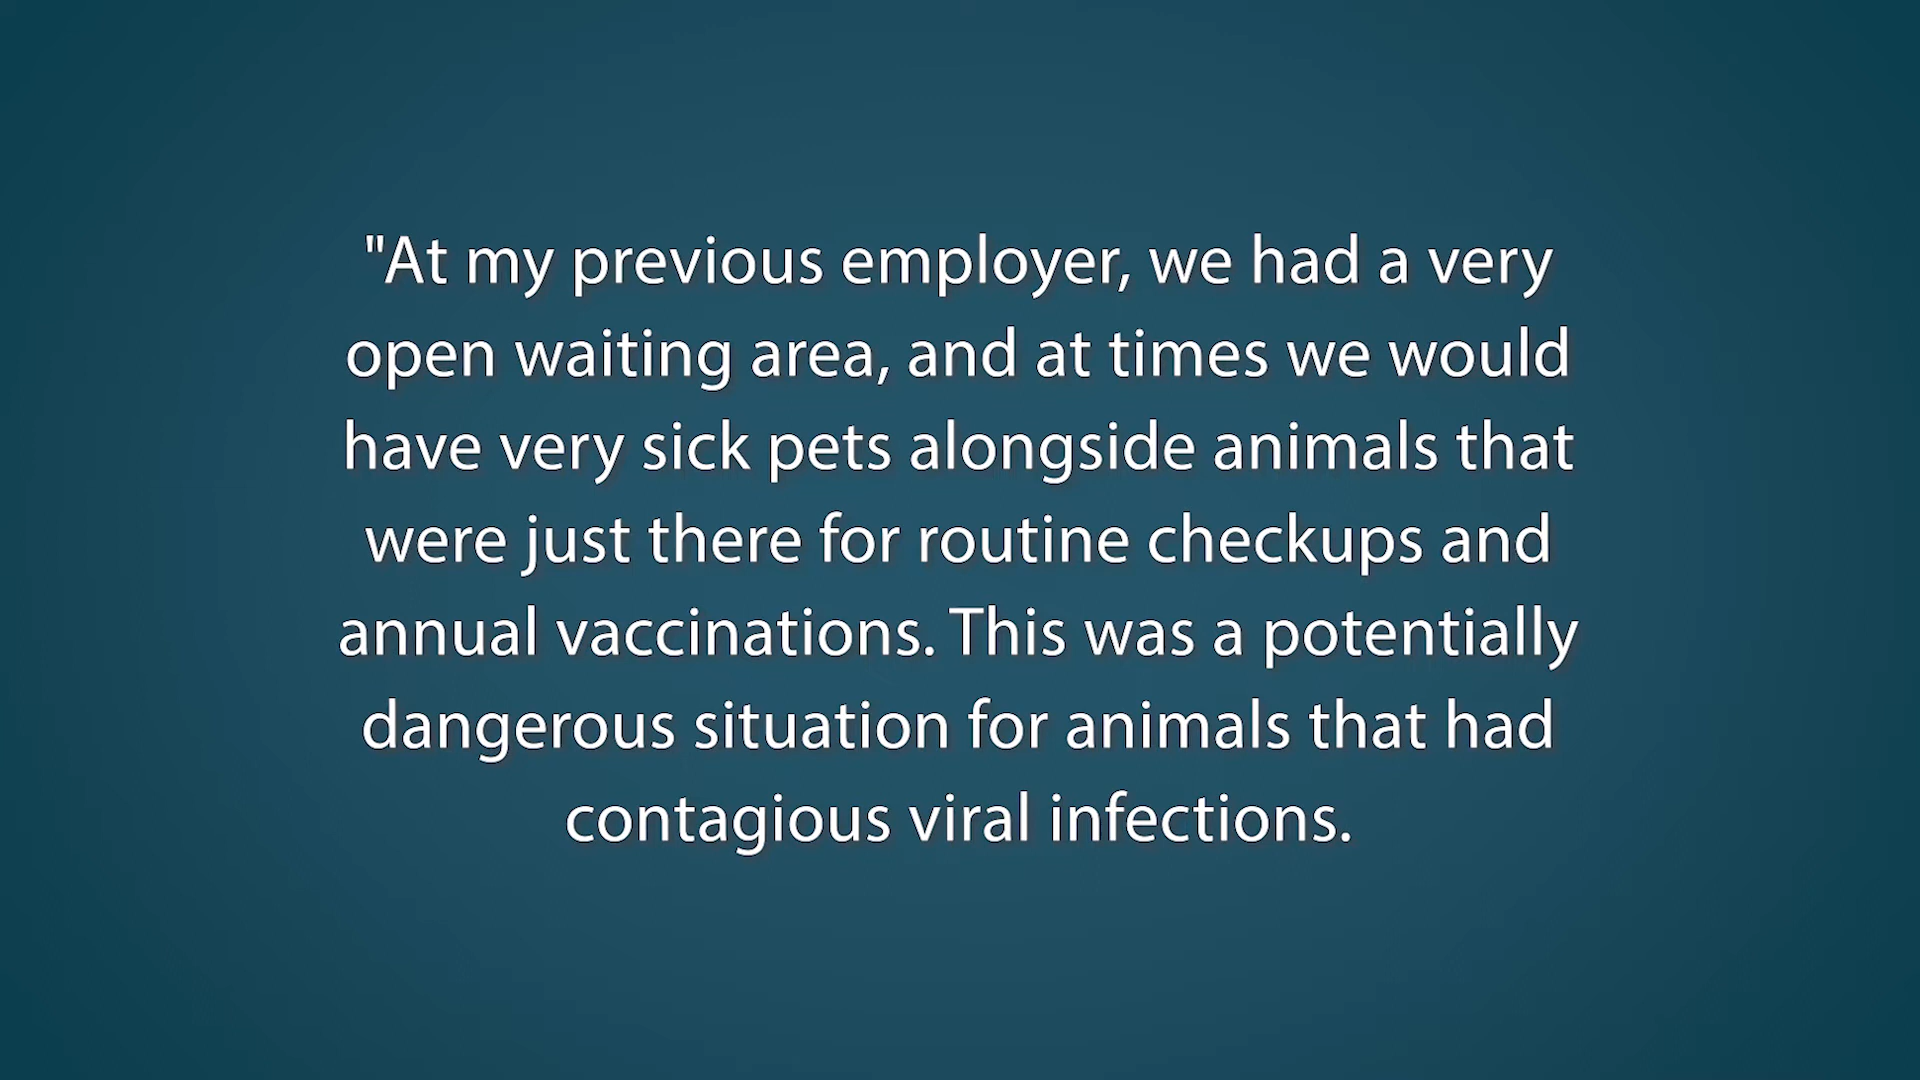 "At my previous employer, we had a very
open waiting area, and at times we would
have very sick pets alongside animals that
were just there for routine checkups and
annual vaccinations. This was a potentially
dangerous situation for animals that had
contagious viral infections.